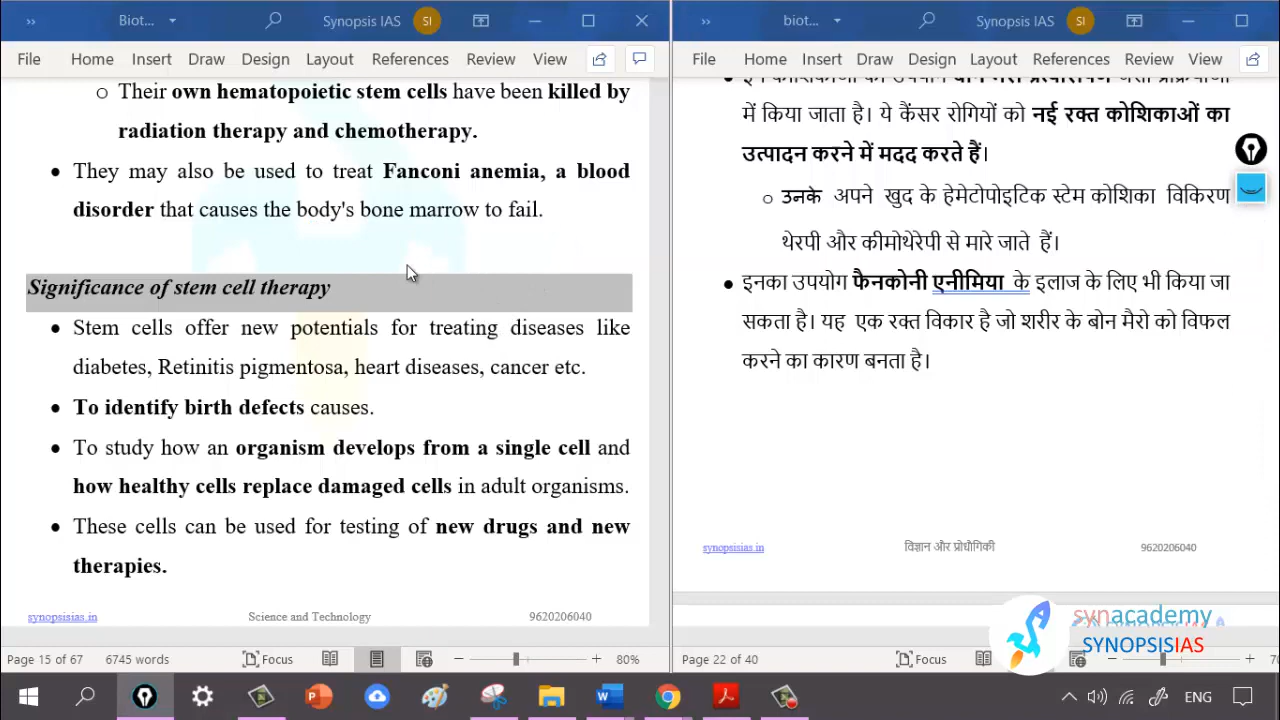 ›› Biot... Synopsis IAS SI
File Home Insert Draw Design Layout References Review View
Their own hematopoietic stem cells have been killed by
radiation therapy and chemotherapy.
They may also be used to treat Fanconi anemia, a blood
disorder that causes the body's bone marrow to fail.
Significance of stem cell therapy
Stem cells offer new potentials for treating diseases like
diabetes, Retinitis pigmentosa, heart diseases, cancer etc.
To identify birth defects causes.
To study how an organism develops from a single cell and
how healthy cells replace damaged cells in adult organisms.
These cells can be used for testing of new drugs and new
therapies.
synopsisias.in Science and Technology 9620206040
Page 15 of 67 6745 words Focus 80%
›› biot... Synopsis IAS SI
File Home Insert Draw Design Layout References Review View
में किया जाता है। ये कैंसर रोगियों को नई रक्त कोशिकाओं का
उत्पादन करने में मदद करते हैं।
उनके अपने खुद के हेमेटोपोइटिक स्टेम कोशिका विकिरण
थेरपी और कीमोथेरेपी से मारे जाते हैं।
इनका उपयोग फैनकोनी एनीमिया के इलाज के लिए भी किया जा
सकता है। यह एक रक्त विकार है जो शरीर के बोन मैरो को विफल
करने का कारण बनता है।
synopsisias.in विज्ञान और प्रोद्यौगिकी 9620206040
synacademy
SYNOPSISIAS
Page 22 of 40 Focus
ENG